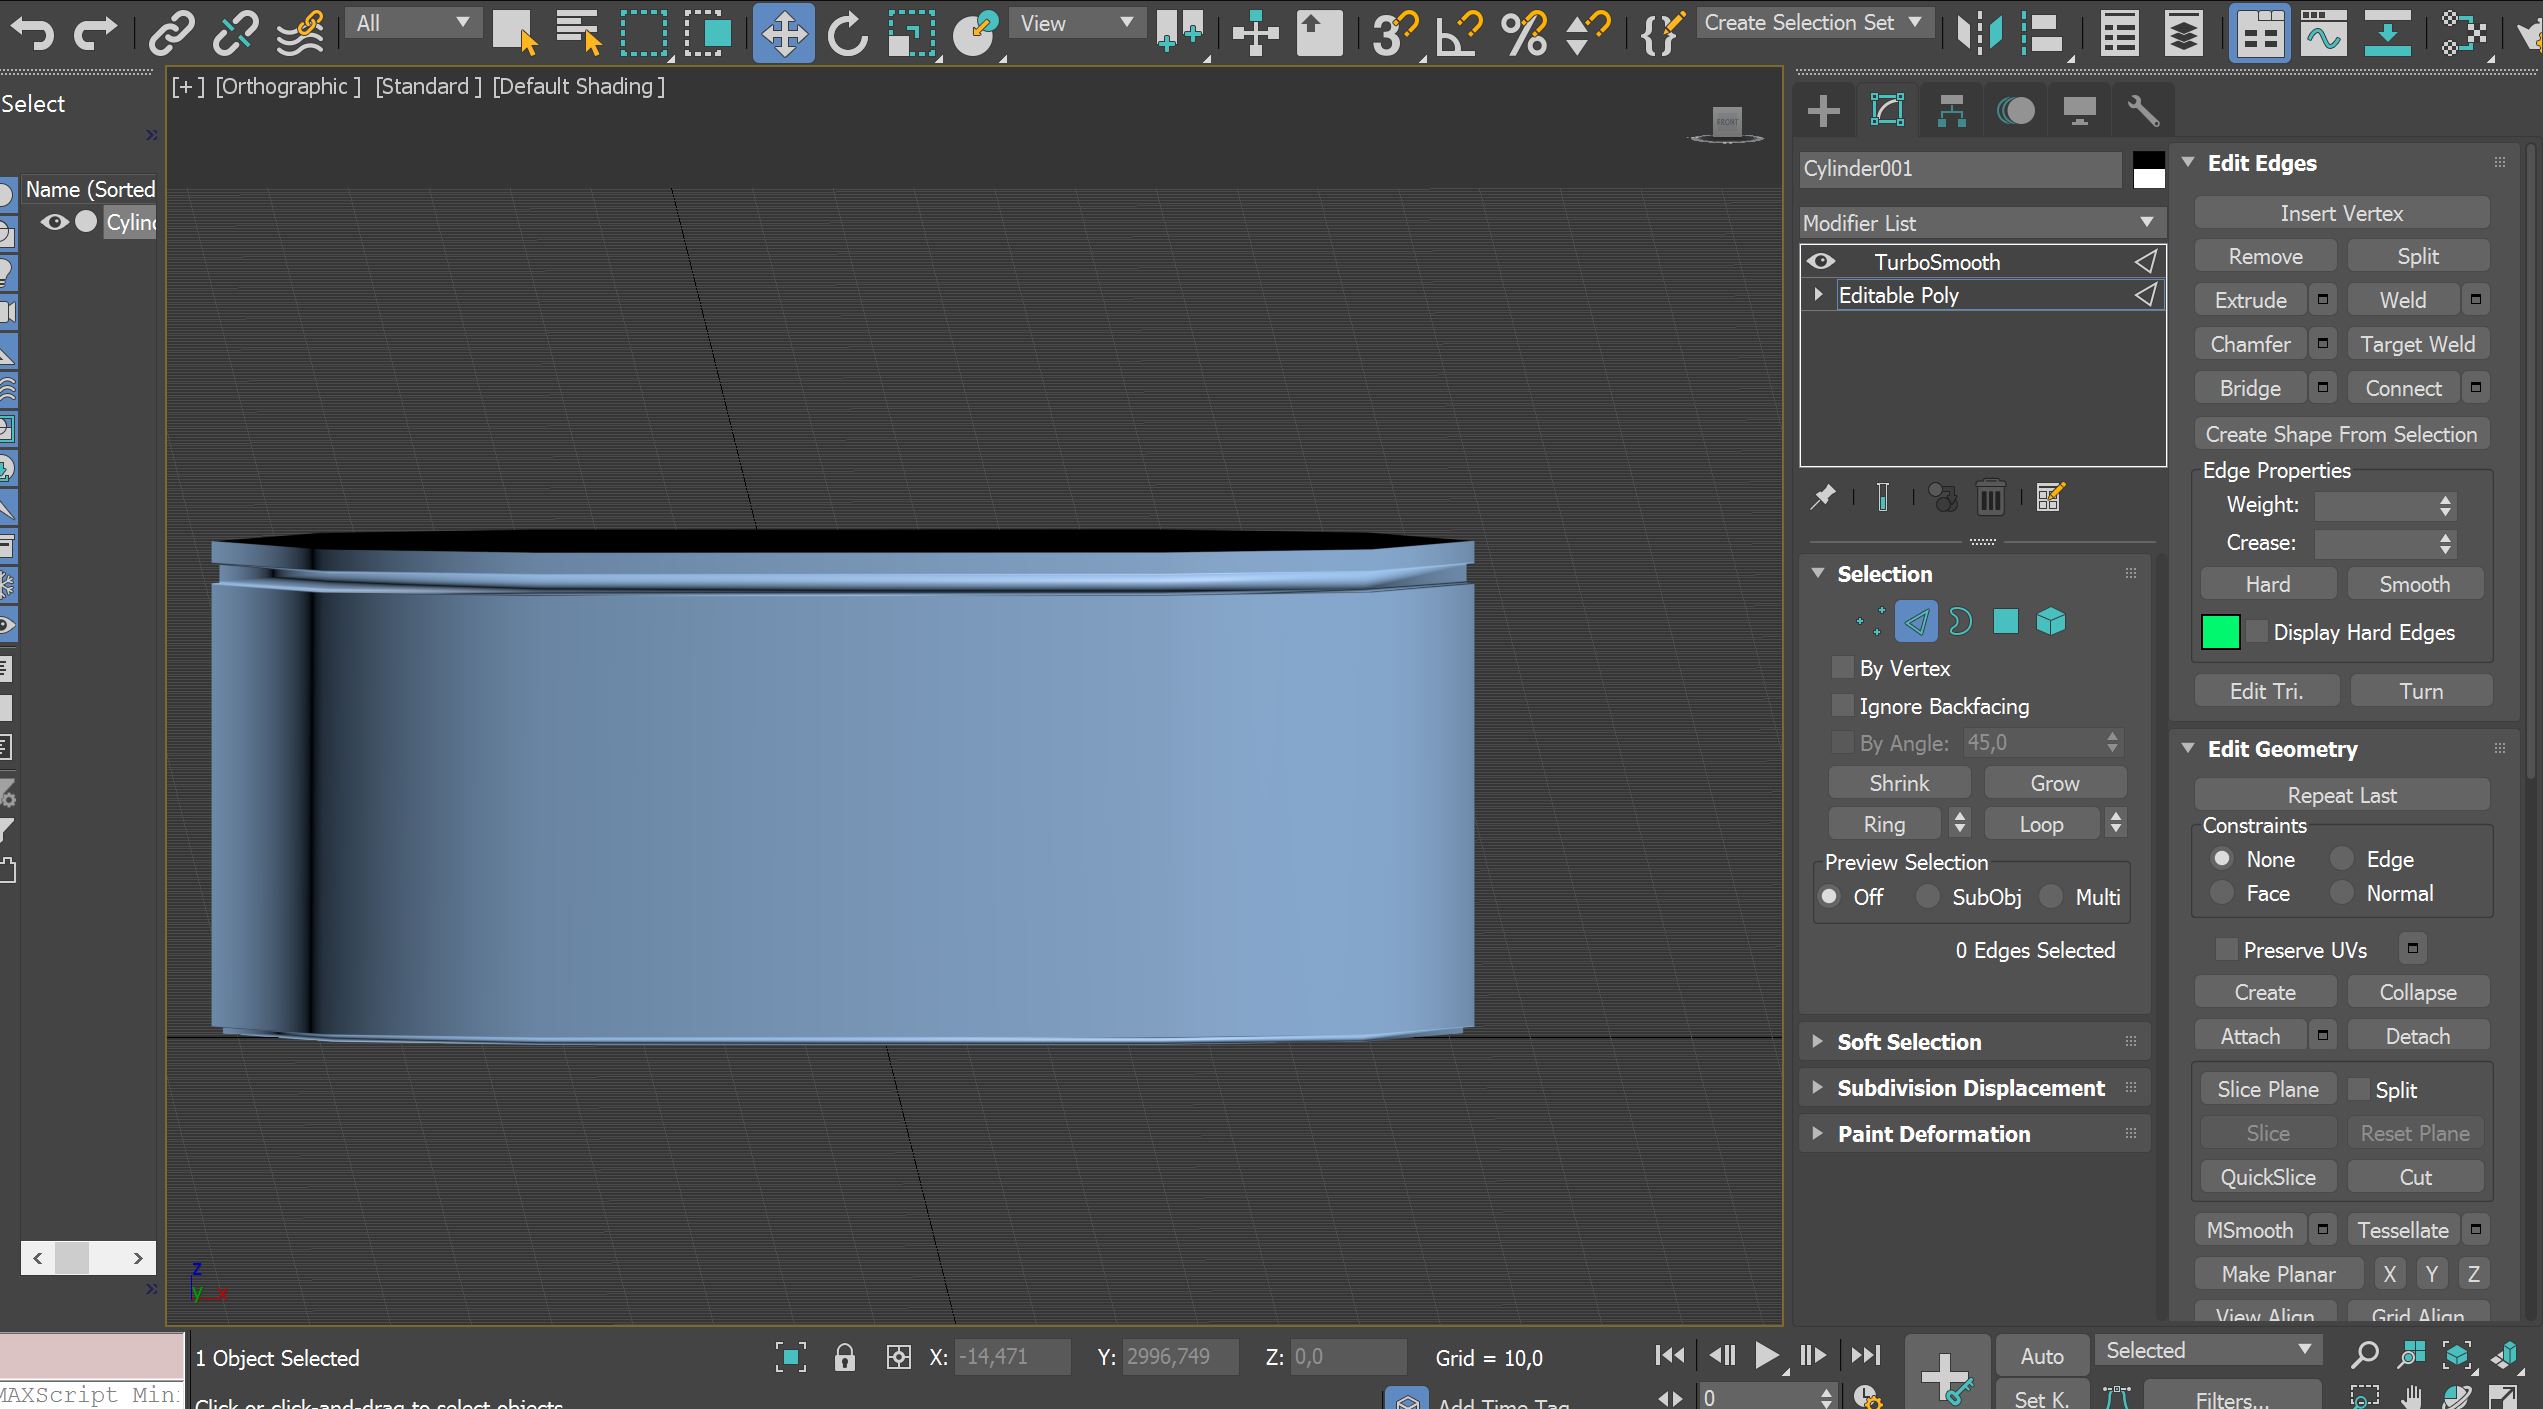 All
View
3
Create Selection Set
Select
[+] [Orthographic ] [Standard ] [Default Shading ]
FRONT
Name (Sorted
Cylind
Cylinder001
Modifier List
TurboSmooth
Editable Poly
Selection
By Vertex
Ignore Backfacing
By Angle: 45,0
Shrink Grow
Ring Loop
Preview Selection
Off SubObj Multi
0 Edges Selected
Soft Selection
Subdivision Displacement
Paint Deformation
Edit Edges
Insert Vertex
Remove Split
Extrude Weld
Chamfer Target Weld
Bridge Connect
Create Shape From Selection
Edge Properties
Weight:
Crease:
Hard Smooth
Display Hard Edges
Edit Tri. Turn
Edit Geometry
Repeat Last
Constraints
None Edge
Face Normal
Preserve UVs
Create Collapse
Attach Detach
Slice Plane Split
Slice Reset Plane
QuickSlice Cut
MSmooth Tessellate
Make Planar X Y Z
View Align Grid Align
z
y x
1 Object Selected
X: -14,471 Y: 2996,749 Z: 0,0 Grid = 10,0
Auto Selected
MAXScript Mini
Click or click-and-drag to select objects
Add Time Tag
0
Set K. Filters...